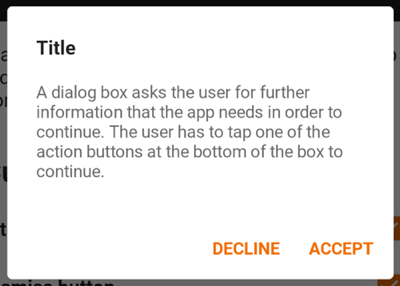 Title
A dialog box asks the user for further
information that the app needs in order to
continue. The user has to tap one of the
action buttons at the bottom of the box to
continue.
DECLINE ACCEPT
button